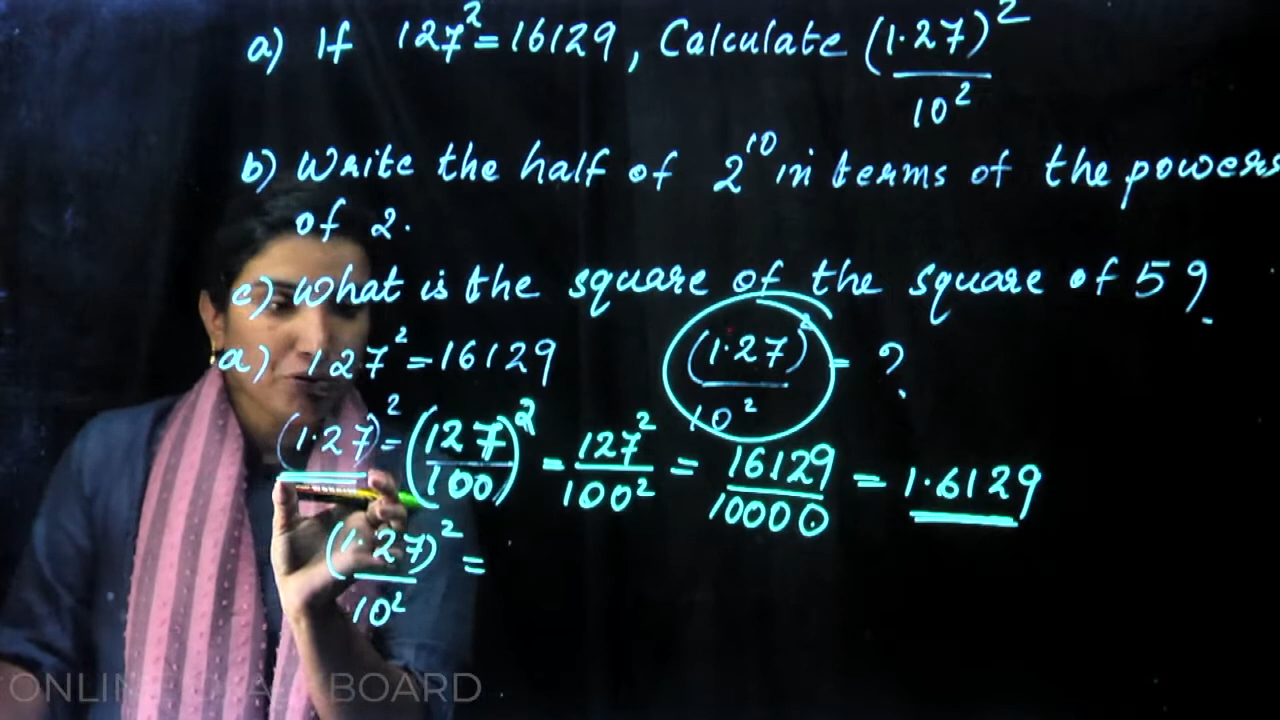 a) If 127² = 16129, Calculate (1.27)² / 10²
b) Write the half of 2¹⁰ in terms of the powers
of 2.
c) What is the square of the square of 5?
a) 127² = 16129 (1.27)² / 10² = ?
(1.27)² = (127 / 100)² = 127² / 100² = 16129 / 10000 = 1.6129
(1.27)² / 10² =
BOARD